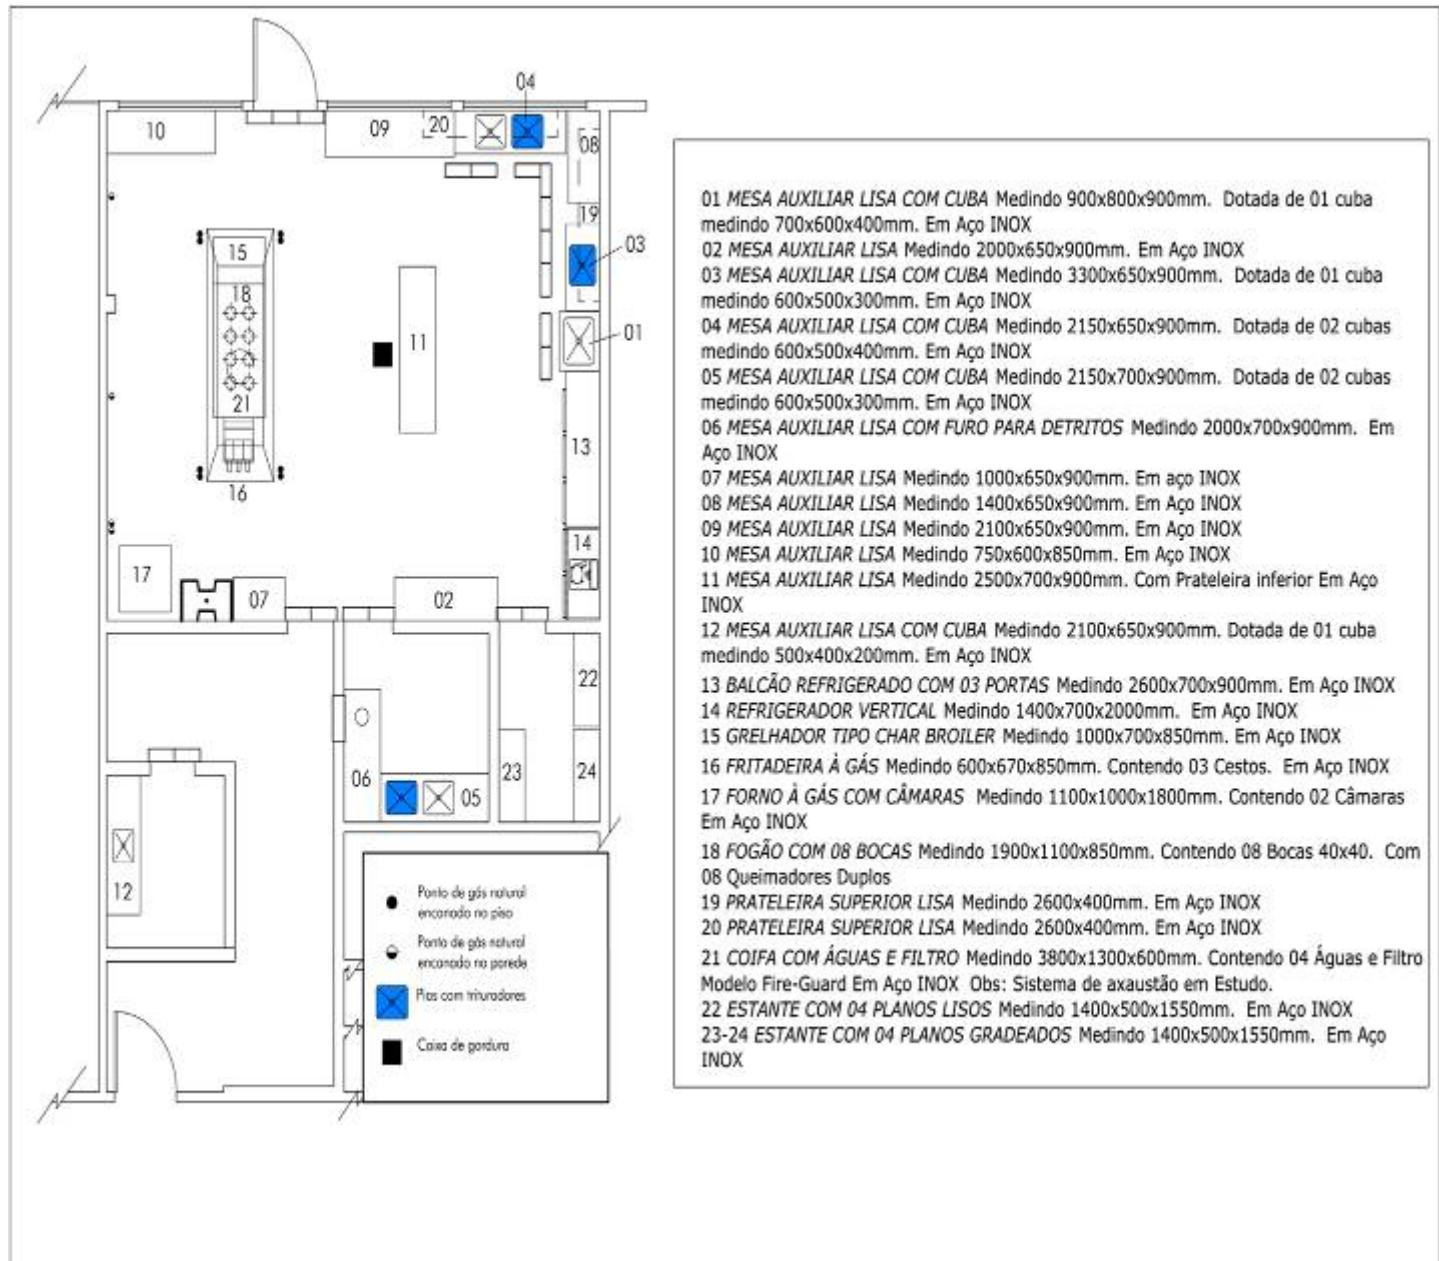 04
10
09
20
08
19
15
03
18
11
01
21
13
16
14
17
07
02
22
06
23
24
05
12
Ponto de gás natural
encanado no piso
Ponto de gás natural
encanado na parede
Pias com trituradores
Caixa de gordura
01 MESA AUXILIAR LISA COM CUBA Medindo 900x800x900mm. Dotada de 01 cuba
medindo 700x600x400mm. Em Aço INOX
02 MESA AUXILIAR LISA Medindo 2000x650x900mm. Em Aço INOX
03 MESA AUXILIAR LISA COM CUBA Medindo 3300x650x900mm. Dotada de 01 cuba
medindo 600x500x300mm. Em Aço INOX
04 MESA AUXILIAR LISA COM CUBA Medindo 2150x650x900mm. Dotada de 02 cubas
medindo 600x500x400mm. Em Aço INOX
05 MESA AUXILIAR LISA COM CUBA Medindo 2150x700x900mm. Dotada de 02 cubas
medindo 600x500x300mm. Em Aço INOX
06 MESA AUXILIAR LISA COM FURO PARA DETRITOS Medindo 2000x700x900mm. Em
Aço INOX
07 MESA AUXILIAR LISA Medindo 1000x650x900mm. Em aço INOX
08 MESA AUXILIAR LISA Medindo 1400x650x900mm. Em Aço INOX
09 MESA AUXILIAR LISA Medindo 2100x650x900mm. Em Aço INOX
10 MESA AUXILIAR LISA Medindo 750x600x850mm. Em Aço INOX
11 MESA AUXILIAR LISA Medindo 2500x700x900mm. Com Prateleira inferior Em Aço
INOX
12 MESA AUXILIAR LISA COM CUBA Medindo 2100x650x900mm. Dotada de 01 cuba
medindo 500x400x200mm. Em Aço INOX
13 BALCÃO REFRIGERADO COM 03 PORTAS Medindo 2600x700x900mm. Em Aço INOX
14 REFRIGERADOR VERTICAL Medindo 1400x700x2000mm. Em Aço INOX
15 GRELHADOR TIPO CHAR BROILER Medindo 1000x700x850mm. Em Aço INOX
16 FRITADEIRA À GÁS Medindo 600x670x850mm. Contendo 03 Cestos. Em Aço INOX
17 FORNO À GÁS COM CÂMARAS Medindo 1100x1000x1800mm. Contendo 02 Câmaras
Em Aço INOX
18 FOGÃO COM 08 BOCAS Medindo 1900x1100x850mm. Contendo 08 Bocas 40x40. Com
08 Queimadores Duplos
19 PRATELEIRA SUPERIOR LISA Medindo 2600x400mm. Em Aço INOX
20 PRATELEIRA SUPERIOR LISA Medindo 2600x400mm. Em Aço INOX
21 COIFA COM ÁGUAS E FILTRO Medindo 3800x1300x600mm. Contendo 04 Águas e Filtro
Modelo Fire-Guard Em Aço INOX Obs: Sistema de axaustão em Estudo.
22 ESTANTE COM 04 PLANOS LISOS Medindo 1400x500x1550mm. Em Aço INOX
23-24 ESTANTE COM 04 PLANOS GRADEADOS Medindo 1400x500x1550mm. Em Aço
INOX